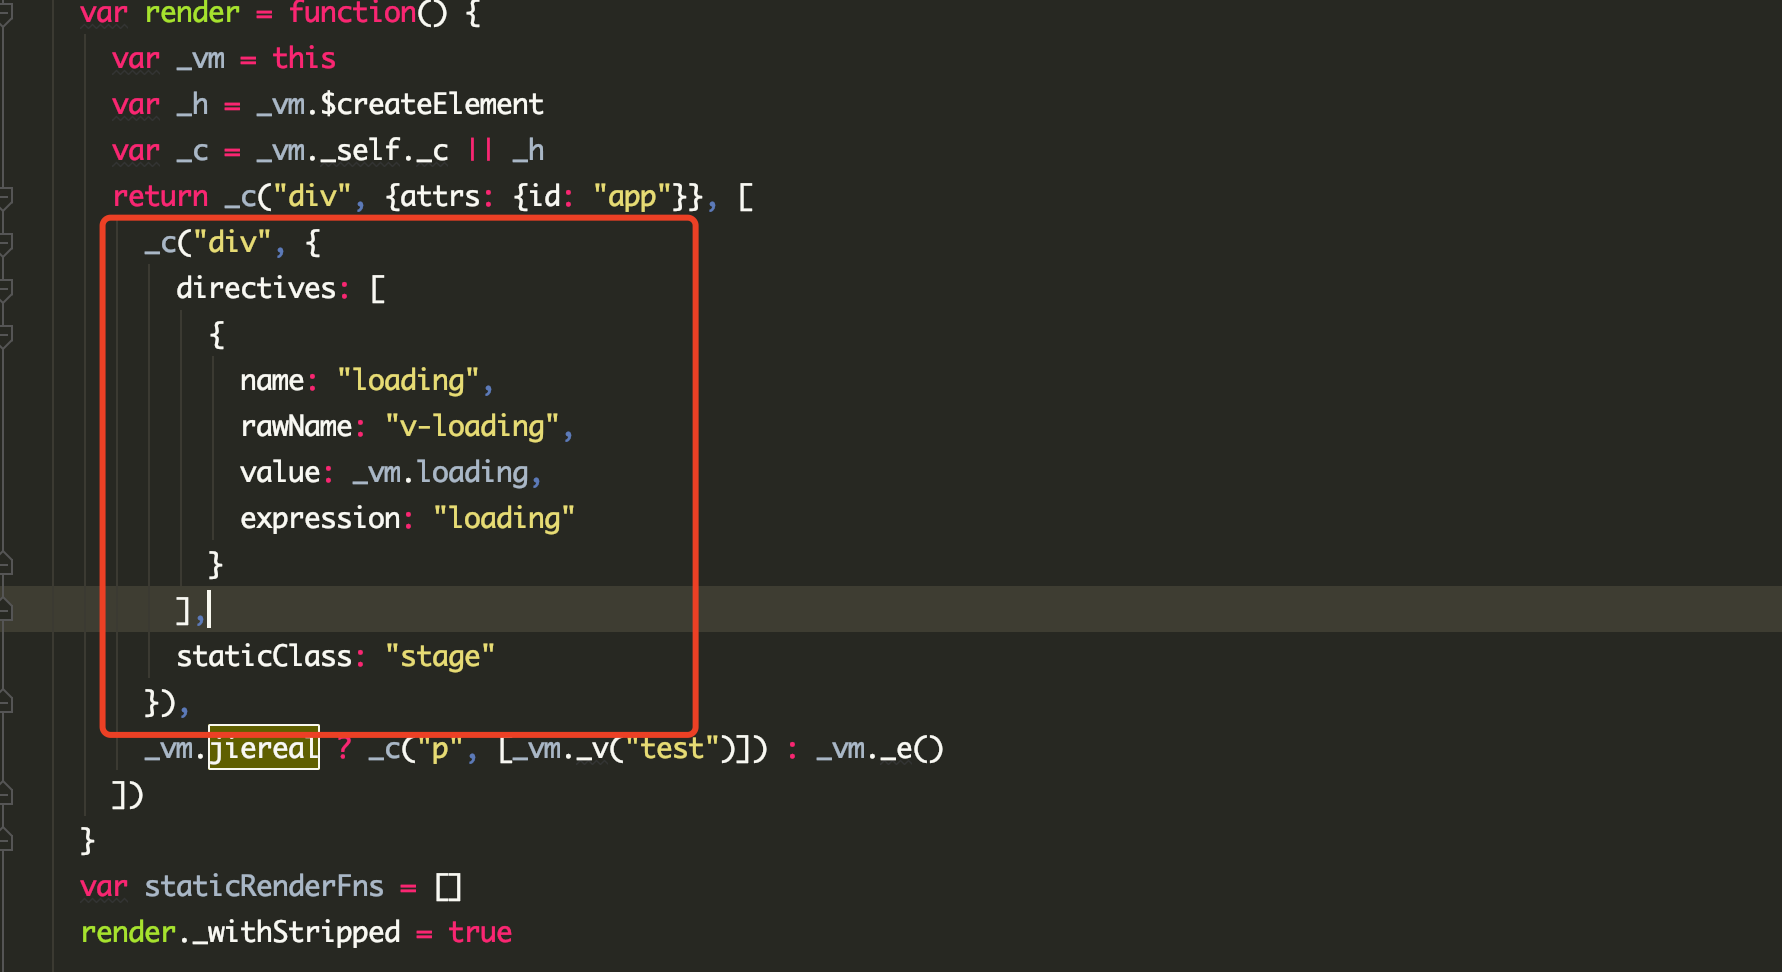 var render = function() {
var _vm = this
var _h = _vm.$createElement
var _c = _vm._self._c || _h
return _c("div", {attrs: {id: "app"}}, [
_c("div", {
directives: [
{
name: "loading",
rawName: "v-loading",
value: _vm.loading,
expression: "loading"
}
],
staticClass: "stage"
}),
_vm.jiereal ? _c("p", [_vm._v("test")]) : _vm._e()
])
}
var staticRenderFns = []
render._withStripped = true